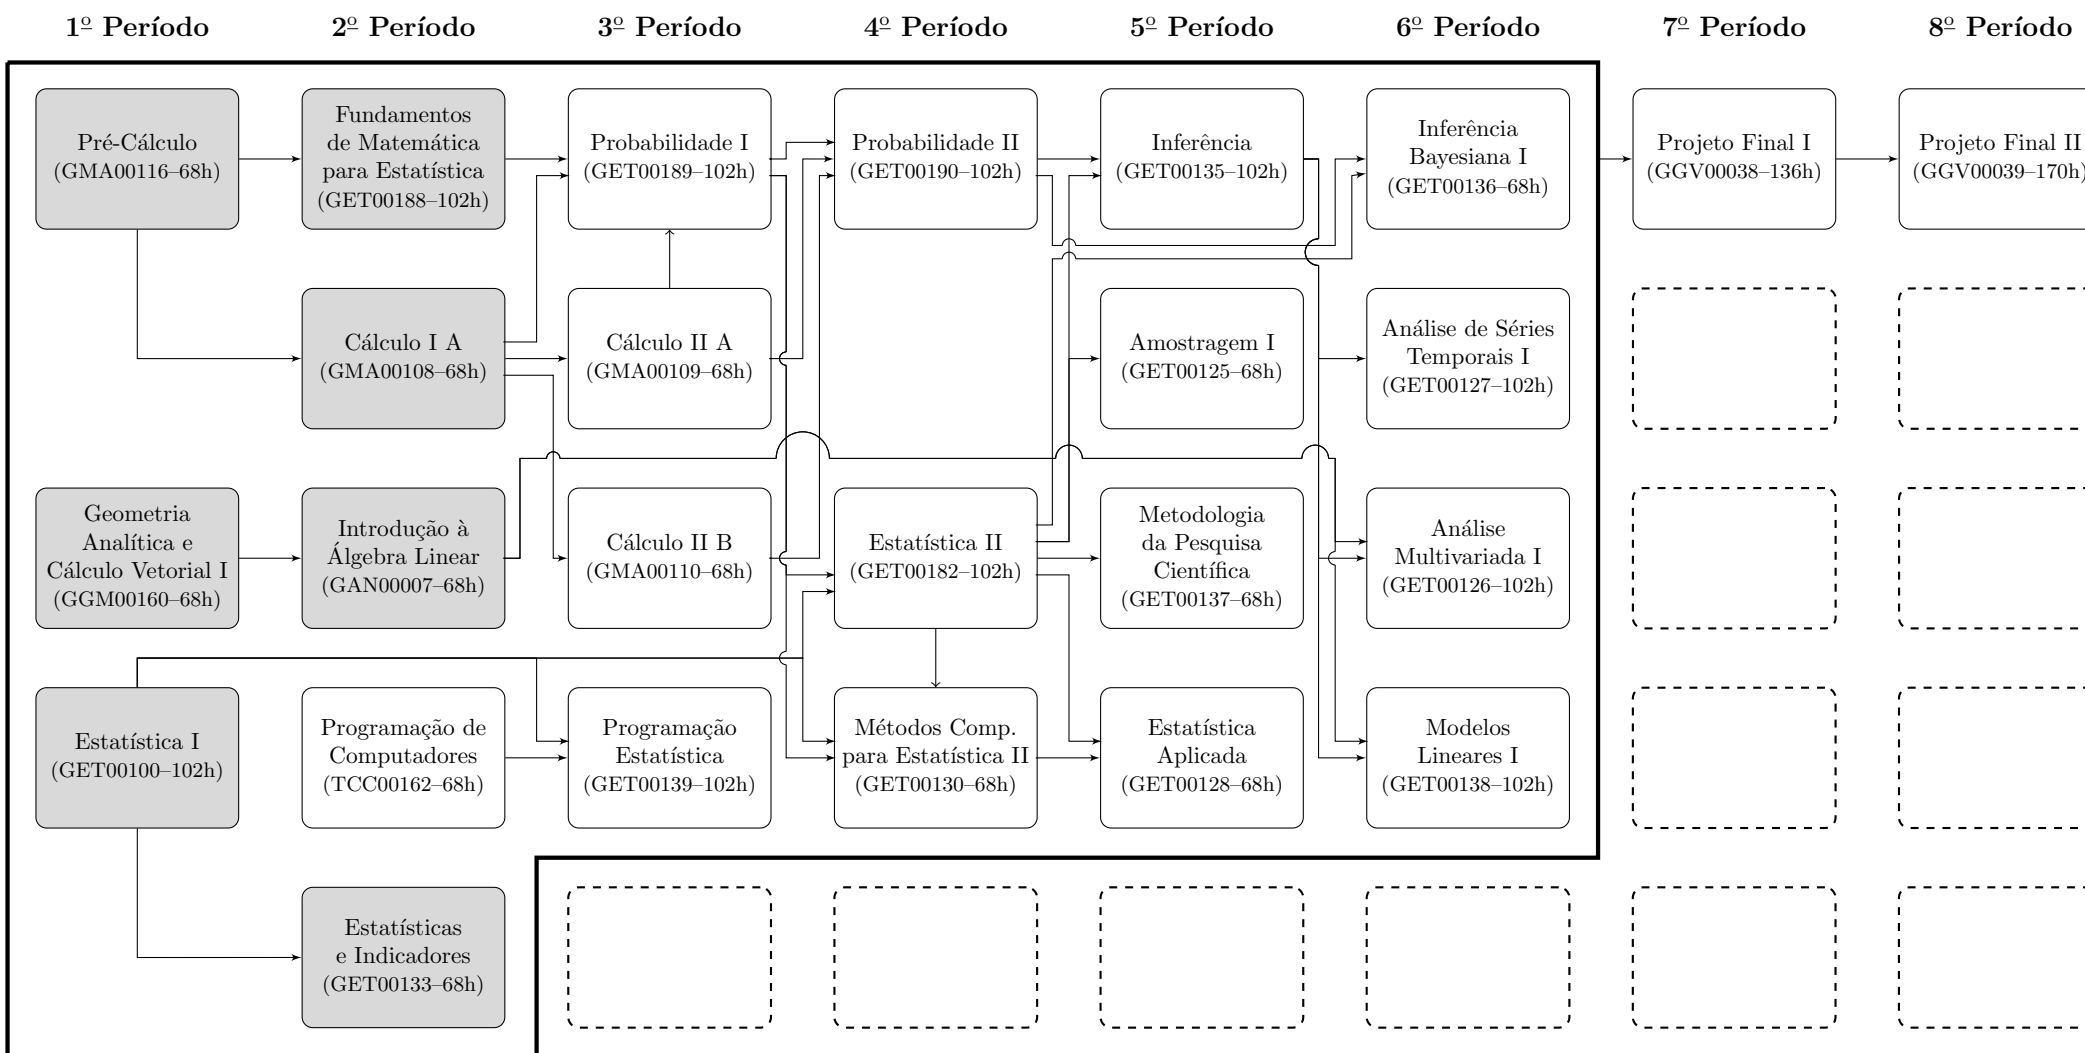 1º Período
2º Período
3º Período
4º Período
5º Período
6º Período
7º Período
8º Período
Pré-Cálculo
(GMA00116–68h)
Fundamentos
de Matemática
para Estatística
(GET00188–102h)
Probabilidade I
(GET00189–102h)
Probabilidade II
(GET00190–102h)
Inferência
(GET00135–102h)
Inferência
Bayesiana I
(GET00136–68h)
Projeto Final I
(GGV00038–136h)
Projeto Final II
(GGV00039–170h)
Cálculo I A
(GMA00108–68h)
Cálculo II A
(GMA00109–68h)
Amostragem I
(GET00125–68h)
Análise de Séries
Temporais I
(GET00127–102h)
Geometria
Analítica e
Cálculo Vetorial I
(GGM00160–68h)
Introdução à
Álgebra Linear
(GAN00007–68h)
Cálculo II B
(GMA00110–68h)
Estatística II
(GET00182–102h)
Metodologia
da Pesquisa
Científica
(GET00137–68h)
Análise
Multivariada I
(GET00126–102h)
Estatística I
(GET00100–102h)
Programação de
Computadores
(TCC00162–68h)
Programação
Estatística
(GET00139–102h)
Métodos Comp.
para Estatística II
(GET00130–68h)
Estatística
Aplicada
(GET00128–68h)
Modelos
Lineares I
(GET00138–102h)
Estatísticas
e Indicadores
(GET00133–68h)